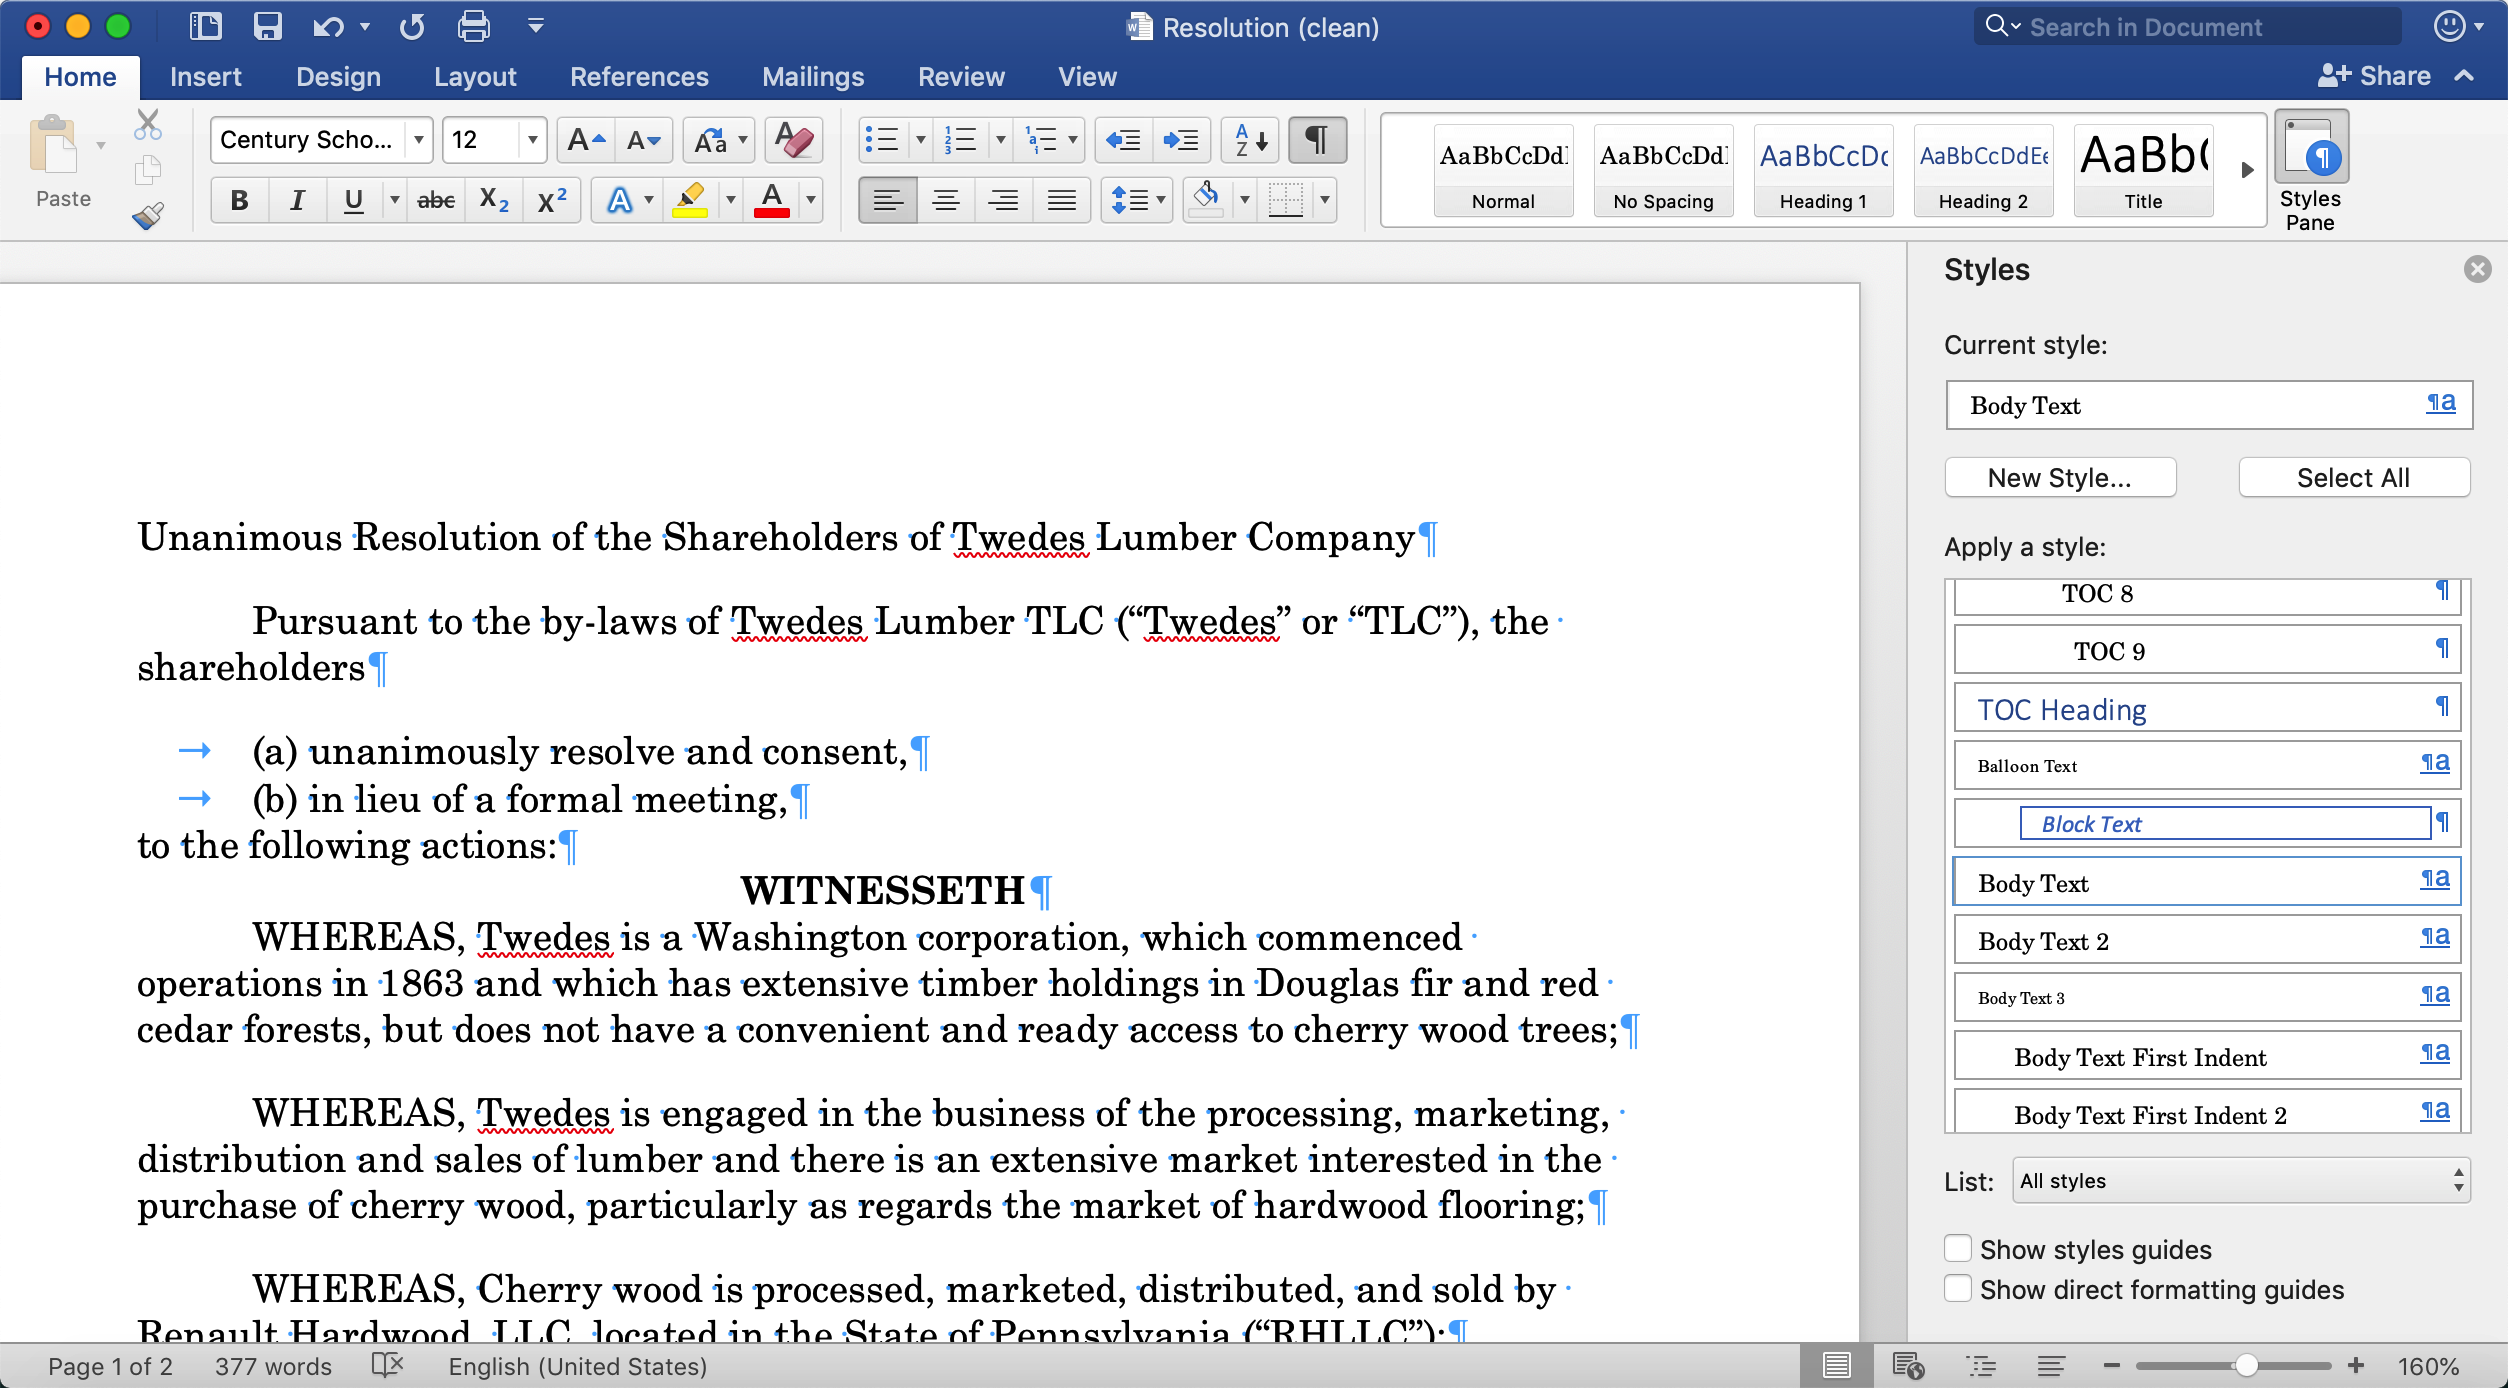 Resolution (clean)
Search in Document
Home Insert Design Layout References Mailings Review View Share
Paste
Century Scho... 12
AaBbCcDd AaBbCcDd AaBbCcDc AaBbCcDdEe AaBb(
Normal No Spacing Heading 1 Heading 2 Title
Styles
Pane
B I U abc X2 X2 A A
Styles
Current style:
Body Text ¶a
New Style... Select All
Apply a style:
TOC 8 ¶
TOC 9 ¶
TOC Heading ¶
Balloon Text ¶a
Block Text ¶
Body Text ¶a
Body Text 2 ¶a
Body Text 3 ¶a
Body Text First Indent ¶a
Body Text First Indent 2 ¶a
List: All styles
Show styles guides
Show direct formatting guides
Unanimous Resolution of the Shareholders of Twedes Lumber Company¶
Pursuant to the by-laws of Twedes Lumber TLC (“Twedes” or “TLC”), the
shareholders¶
→ (a) unanimously resolve and consent,¶
→ (b) in lieu of a formal meeting,¶
to the following actions:¶
WITNESSETH¶
WHEREAS, Twedes is a Washington corporation, which commenced
operations in 1863 and which has extensive timber holdings in Douglas fir and red
cedar forests, but does not have a convenient and ready access to cherry wood trees;¶
WHEREAS, Twedes is engaged in the business of the processing, marketing,
distribution and sales of lumber and there is an extensive market interested in the
purchase of cherry wood, particularly as regards the market of hardwood flooring;¶
WHEREAS, Cherry wood is processed, marketed, distributed, and sold by
Renault Hardwood, LLC, located in the State of Pennsylvania (“RHLLC”);¶
Page 1 of 2 377 words English (United States) 160%